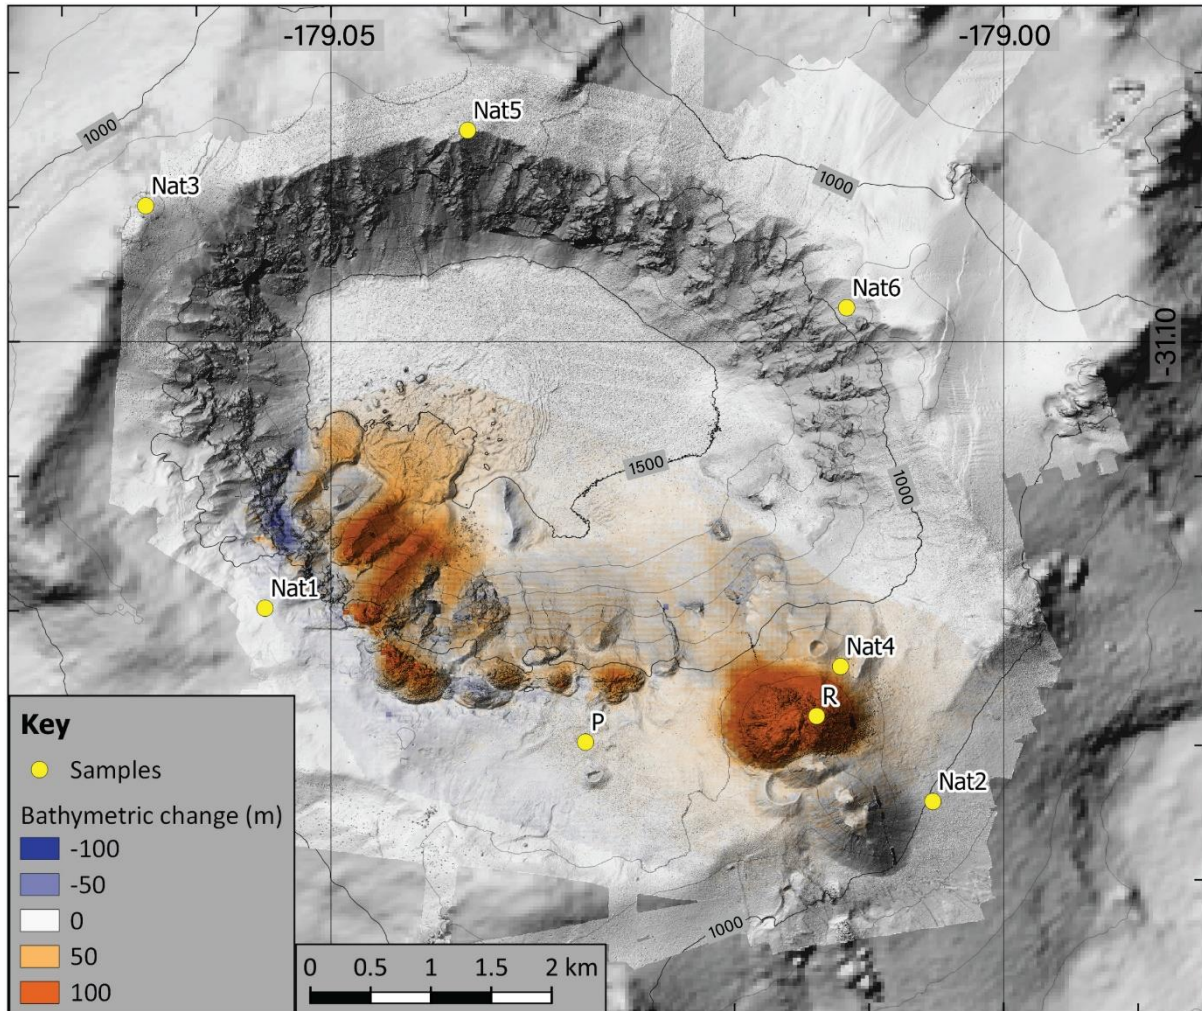 -179.05
-179.00
Nat5
1000
Nat3
1000
Nat6
-31.10
1500
1000
Nat1
Nat4
R
P
Nat2
1000
Key
Samples
Bathymetric change (m)
-100
-50
0
50
100
0 0.5 1 1.5 2 km